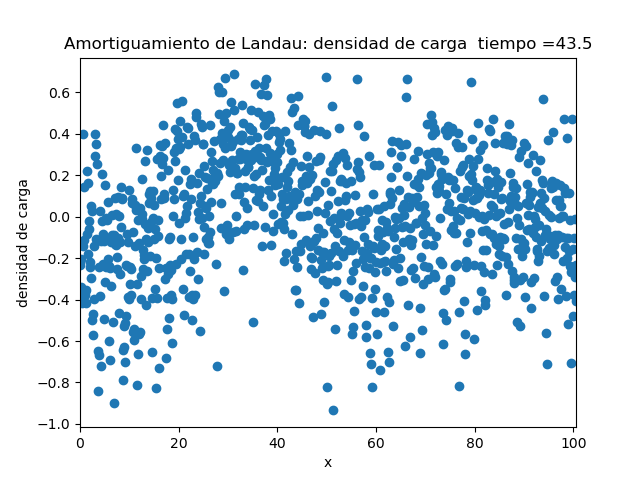 Amortiguamiento de Landau: densidad de carga  tiempo =43.5
densidad de carga
0.6
0.4
0.2
0.0
−0.2
−0.4
−0.6
−0.8
−1.0
0 20 40 60 80 100
x